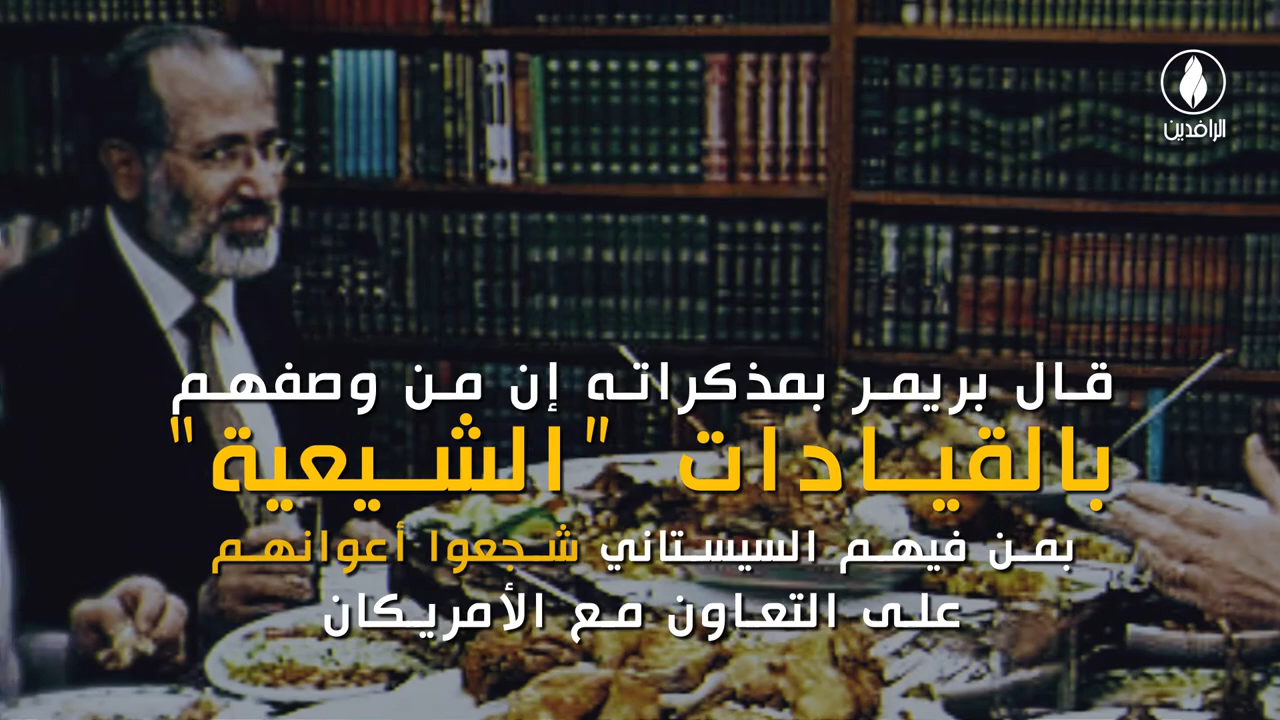 الرافدين
قال بريمر بمذكراته إن من وصفهم
بالقيادات "الشيعية"
بمن فيهم السيستاني شجعوا أعوانهم
على التعاون مع الأمريكان